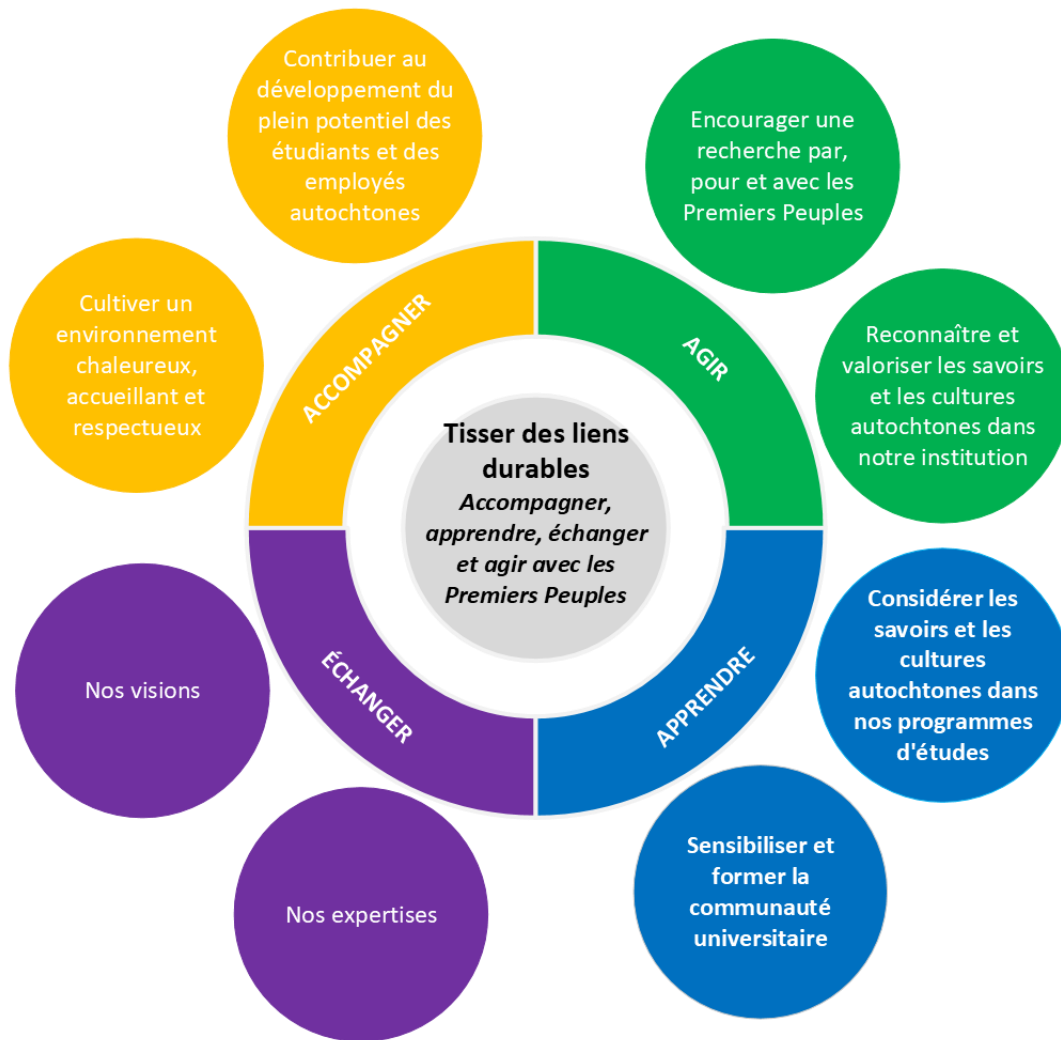 Contribuer au
développement du
plein potentiel des
étudiants et des
employés
autochtones
Encourager une
recherche par,
pour et avec les
Premiers Peuples
Cultiver un
environnement
chaleureux,
accueillant et
respectueux
ACCOMPAGNER
AGIR
Reconnaître et
valoriser les savoirs
et les cultures
autochtones dans
notre institution
Tisser des liens
durables
Accompagner,
apprendre, échanger
et agir avec les
Premiers Peuples
Nos visions
ÉCHANGER
APPRENDRE
Considérer les
savoirs et les
cultures
autochtones dans
nos programmes
d'études
Nos expertises
Sensibiliser et
former la
communauté
universitaire